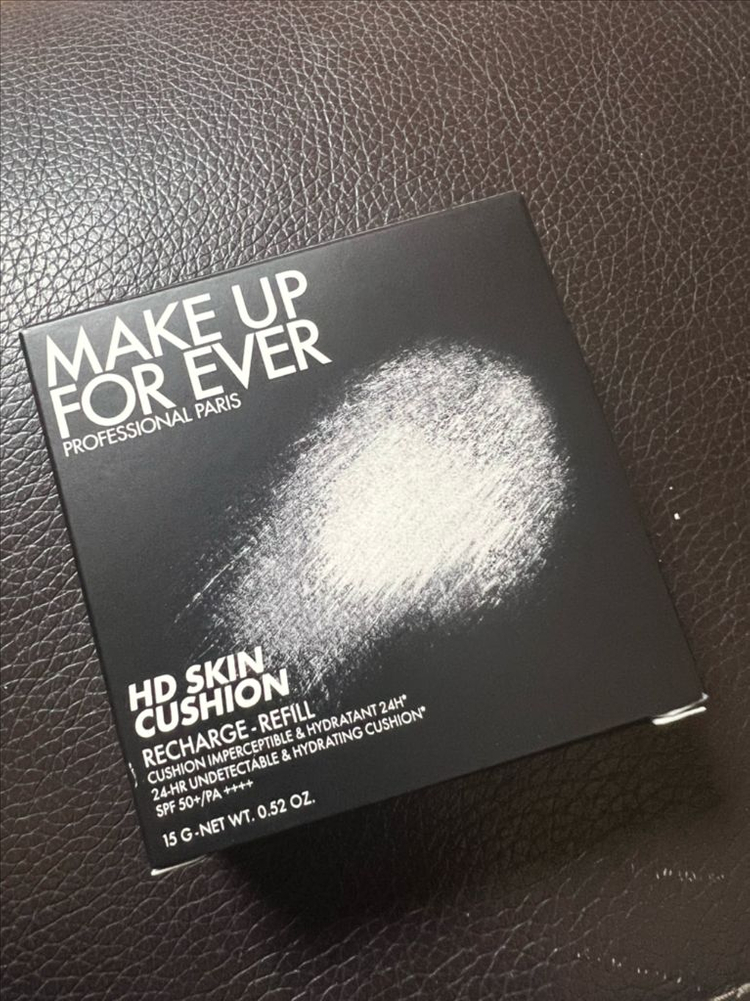 MAKE UP
FOR EVER
PROFESSIONAL PARIS
HD SKIN
CUSHION
RECHARGE - REFILL
CUSHION IMPERCEPTIBLE & HYDRATANT 24H*
24-HR UNDETECTABLE & HYDRATING CUSHION*
SPF 50+/PA ++++
15 G - NET WT. 0.52 OZ.